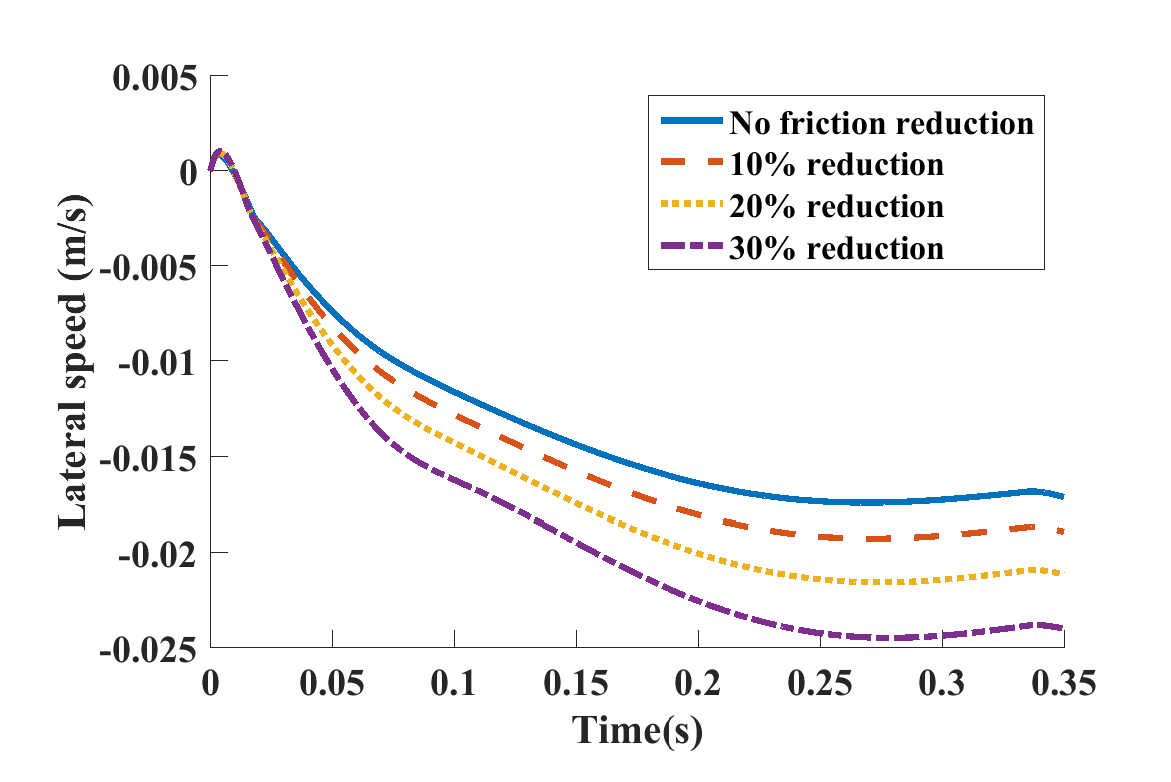 0.005
0
-0.005
-0.01
-0.015
-0.02
-0.025
Lateral speed (m/s)
No friction reduction
10% reduction
20% reduction
30% reduction
0 0.05 0.1 0.15 0.2 0.25 0.3 0.35
Time(s)